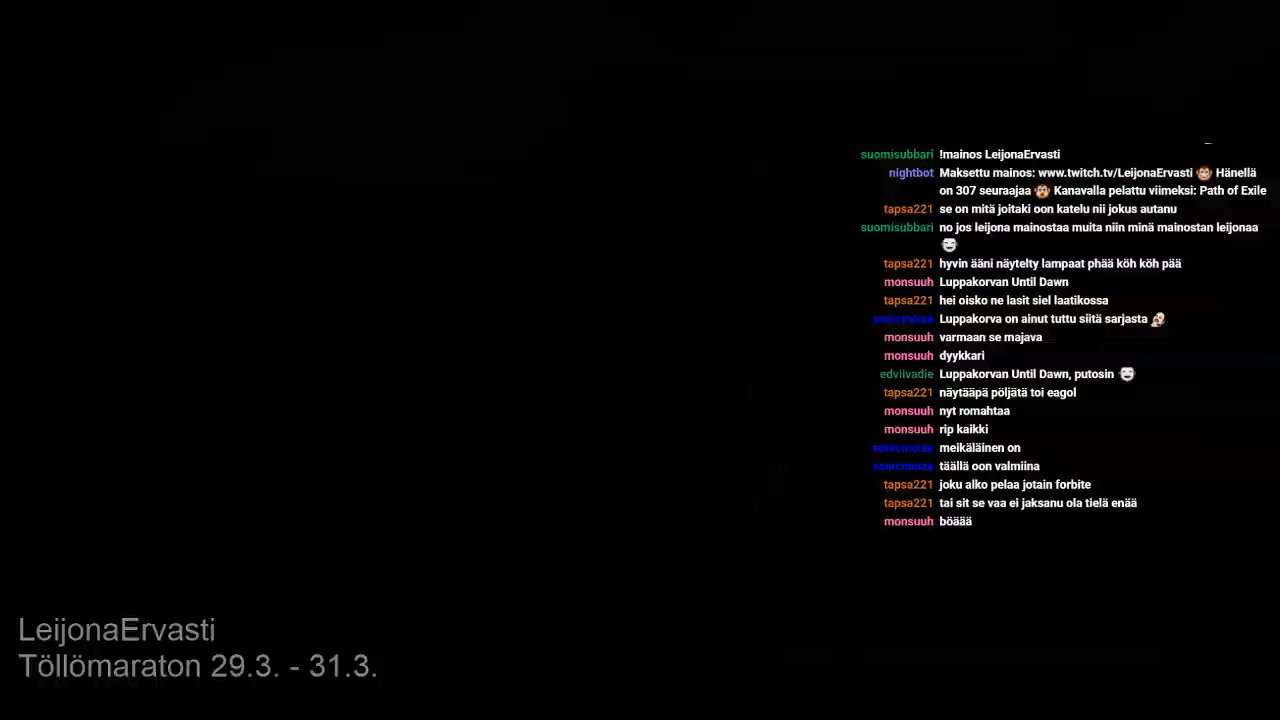 suomisubbari !mainos LeijonaErvasti
nightbot Maksettu mainos: www.twitch.tv/LeijonaErvasti Hänellä
on 307 seuraajaa Kanavalla pelattu viimeksi: Path of Exile
tapsa221 se on mitä joitaki oon katelu nii jokus autanu
suomisubbari no jos leijona mainostaa muita niin minä mainostan leijonaa
tapsa221 hyvin ääni näytelty lampaat phää köh köh pää
monsuuh Luppakorvan Until Dawn
tapsa221 hei oisko ne lasit siel laatikossa
Luppakorva on ainut tuttu siitä sarjasta
monsuuh varmaan se majava
monsuuh dyykkari
edviivadie Luppakorvan Until Dawn, putosin
tapsa221 näytääpä pöljätä toi eagol
monsuuh nyt romahtaa
monsuuh rip kaikki
meikäläinen on
täällä oon valmiina
tapsa221 joku alko pelaa jotain forbite
tapsa221 tai sit se vaa ei jaksanu ola tielä enää
monsuuh böäää
LeijonaErvasti
Töllömaraton 29.3. - 31.3.